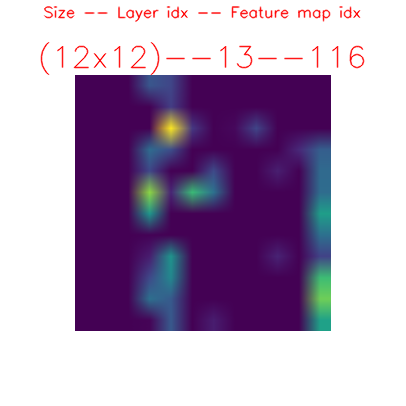 Size -- Layer idx -- Feature map idx
(12x12)--13--116